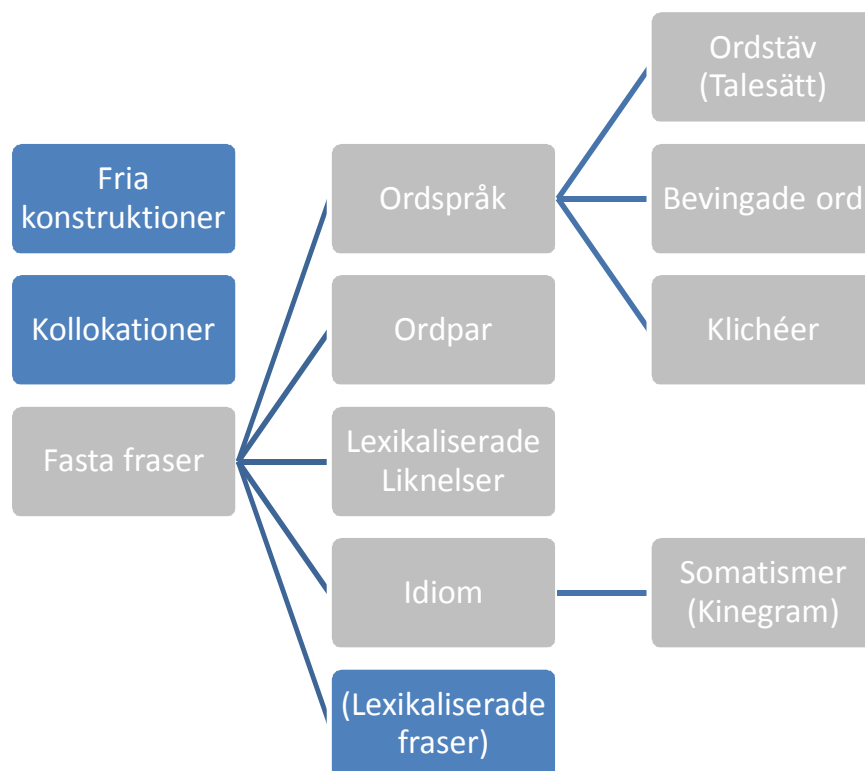 Fria
konstruktioner
Kollokationer
Fasta fraser
Ordspråk
Ordpar
Lexikaliserade
Liknelser
Idiom
(Lexikaliserade
fraser)
Ordstäv
(Talesätt)
Bevingade ord
Klichéer
Somatismer
(Kinegram)